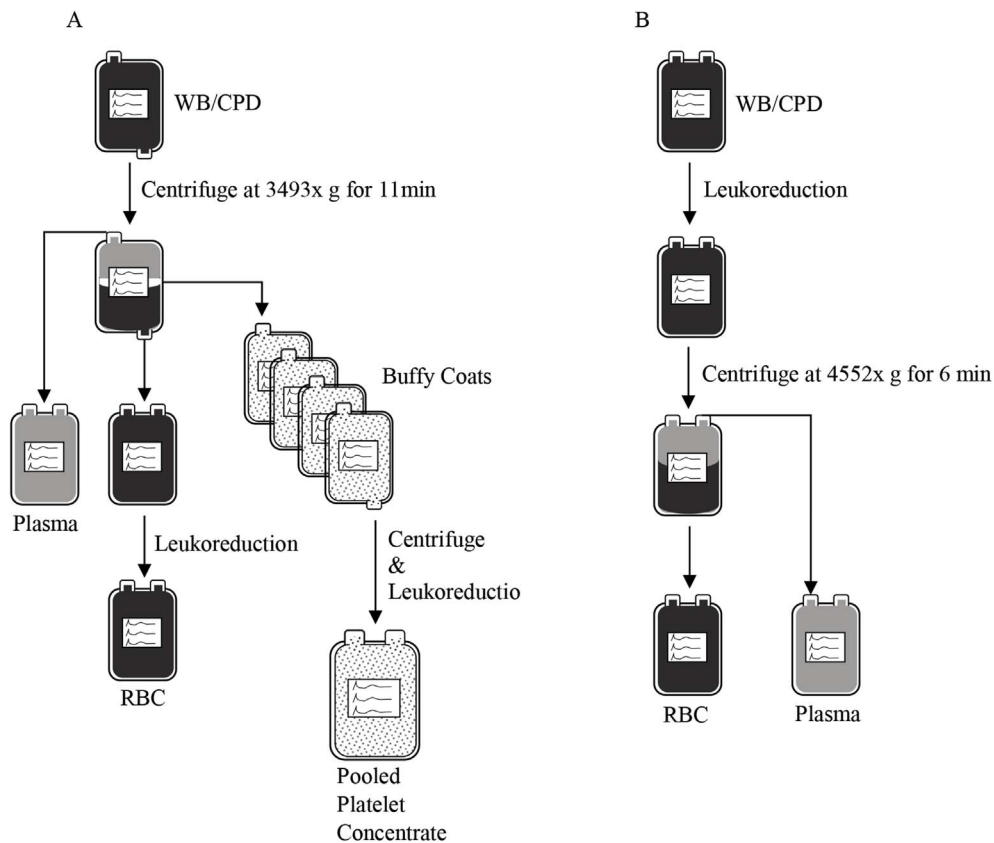 A
WB/CPD
Centrifuge at 3493x g for 11min
Plasma
Leukoreduction
RBC
Buffy Coats
Centrifuge
&
Leukoreductio
Pooled
Platelet
Concentrate
B
WB/CPD
Leukoreduction
Centrifuge at 4552x g for 6 min
RBC
Plasma